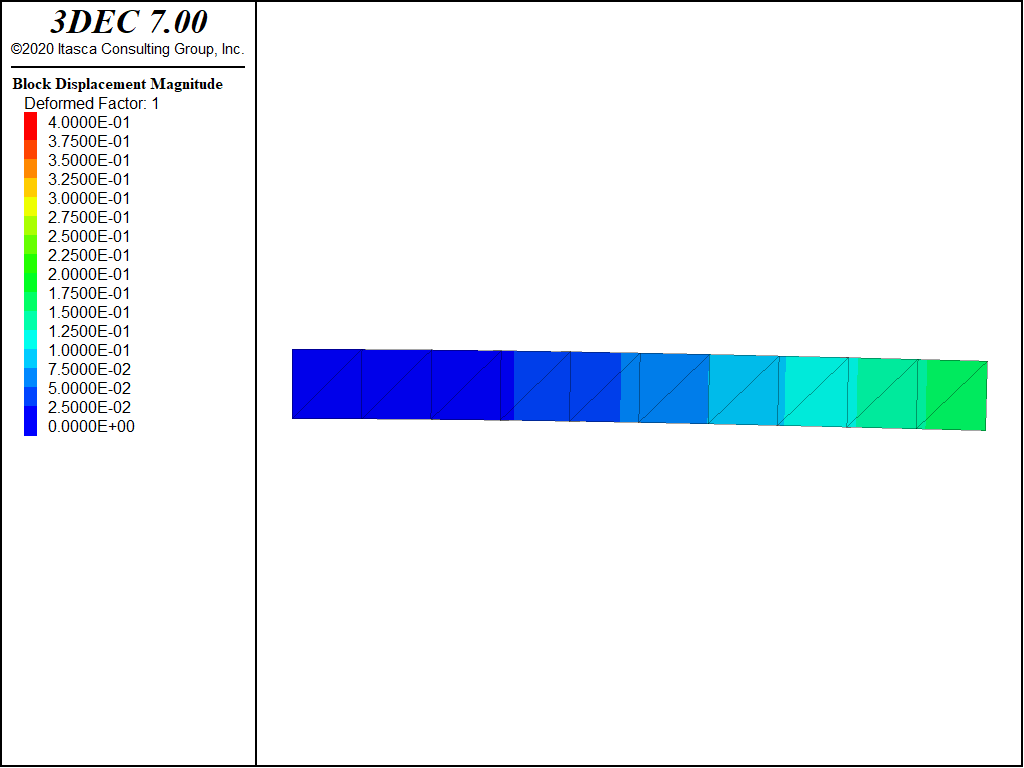 3DEC 7.00
©2020 Itasca Consulting Group, Inc.
Block Displacement Magnitude
Deformed Factor: 1
4.0000E-01
3.7500E-01
3.5000E-01
3.2500E-01
3.0000E-01
2.7500E-01
2.5000E-01
2.2500E-01
2.0000E-01
1.7500E-01
1.5000E-01
1.2500E-01
1.0000E-01
7.5000E-02
5.0000E-02
2.5000E-02
0.0000E+00